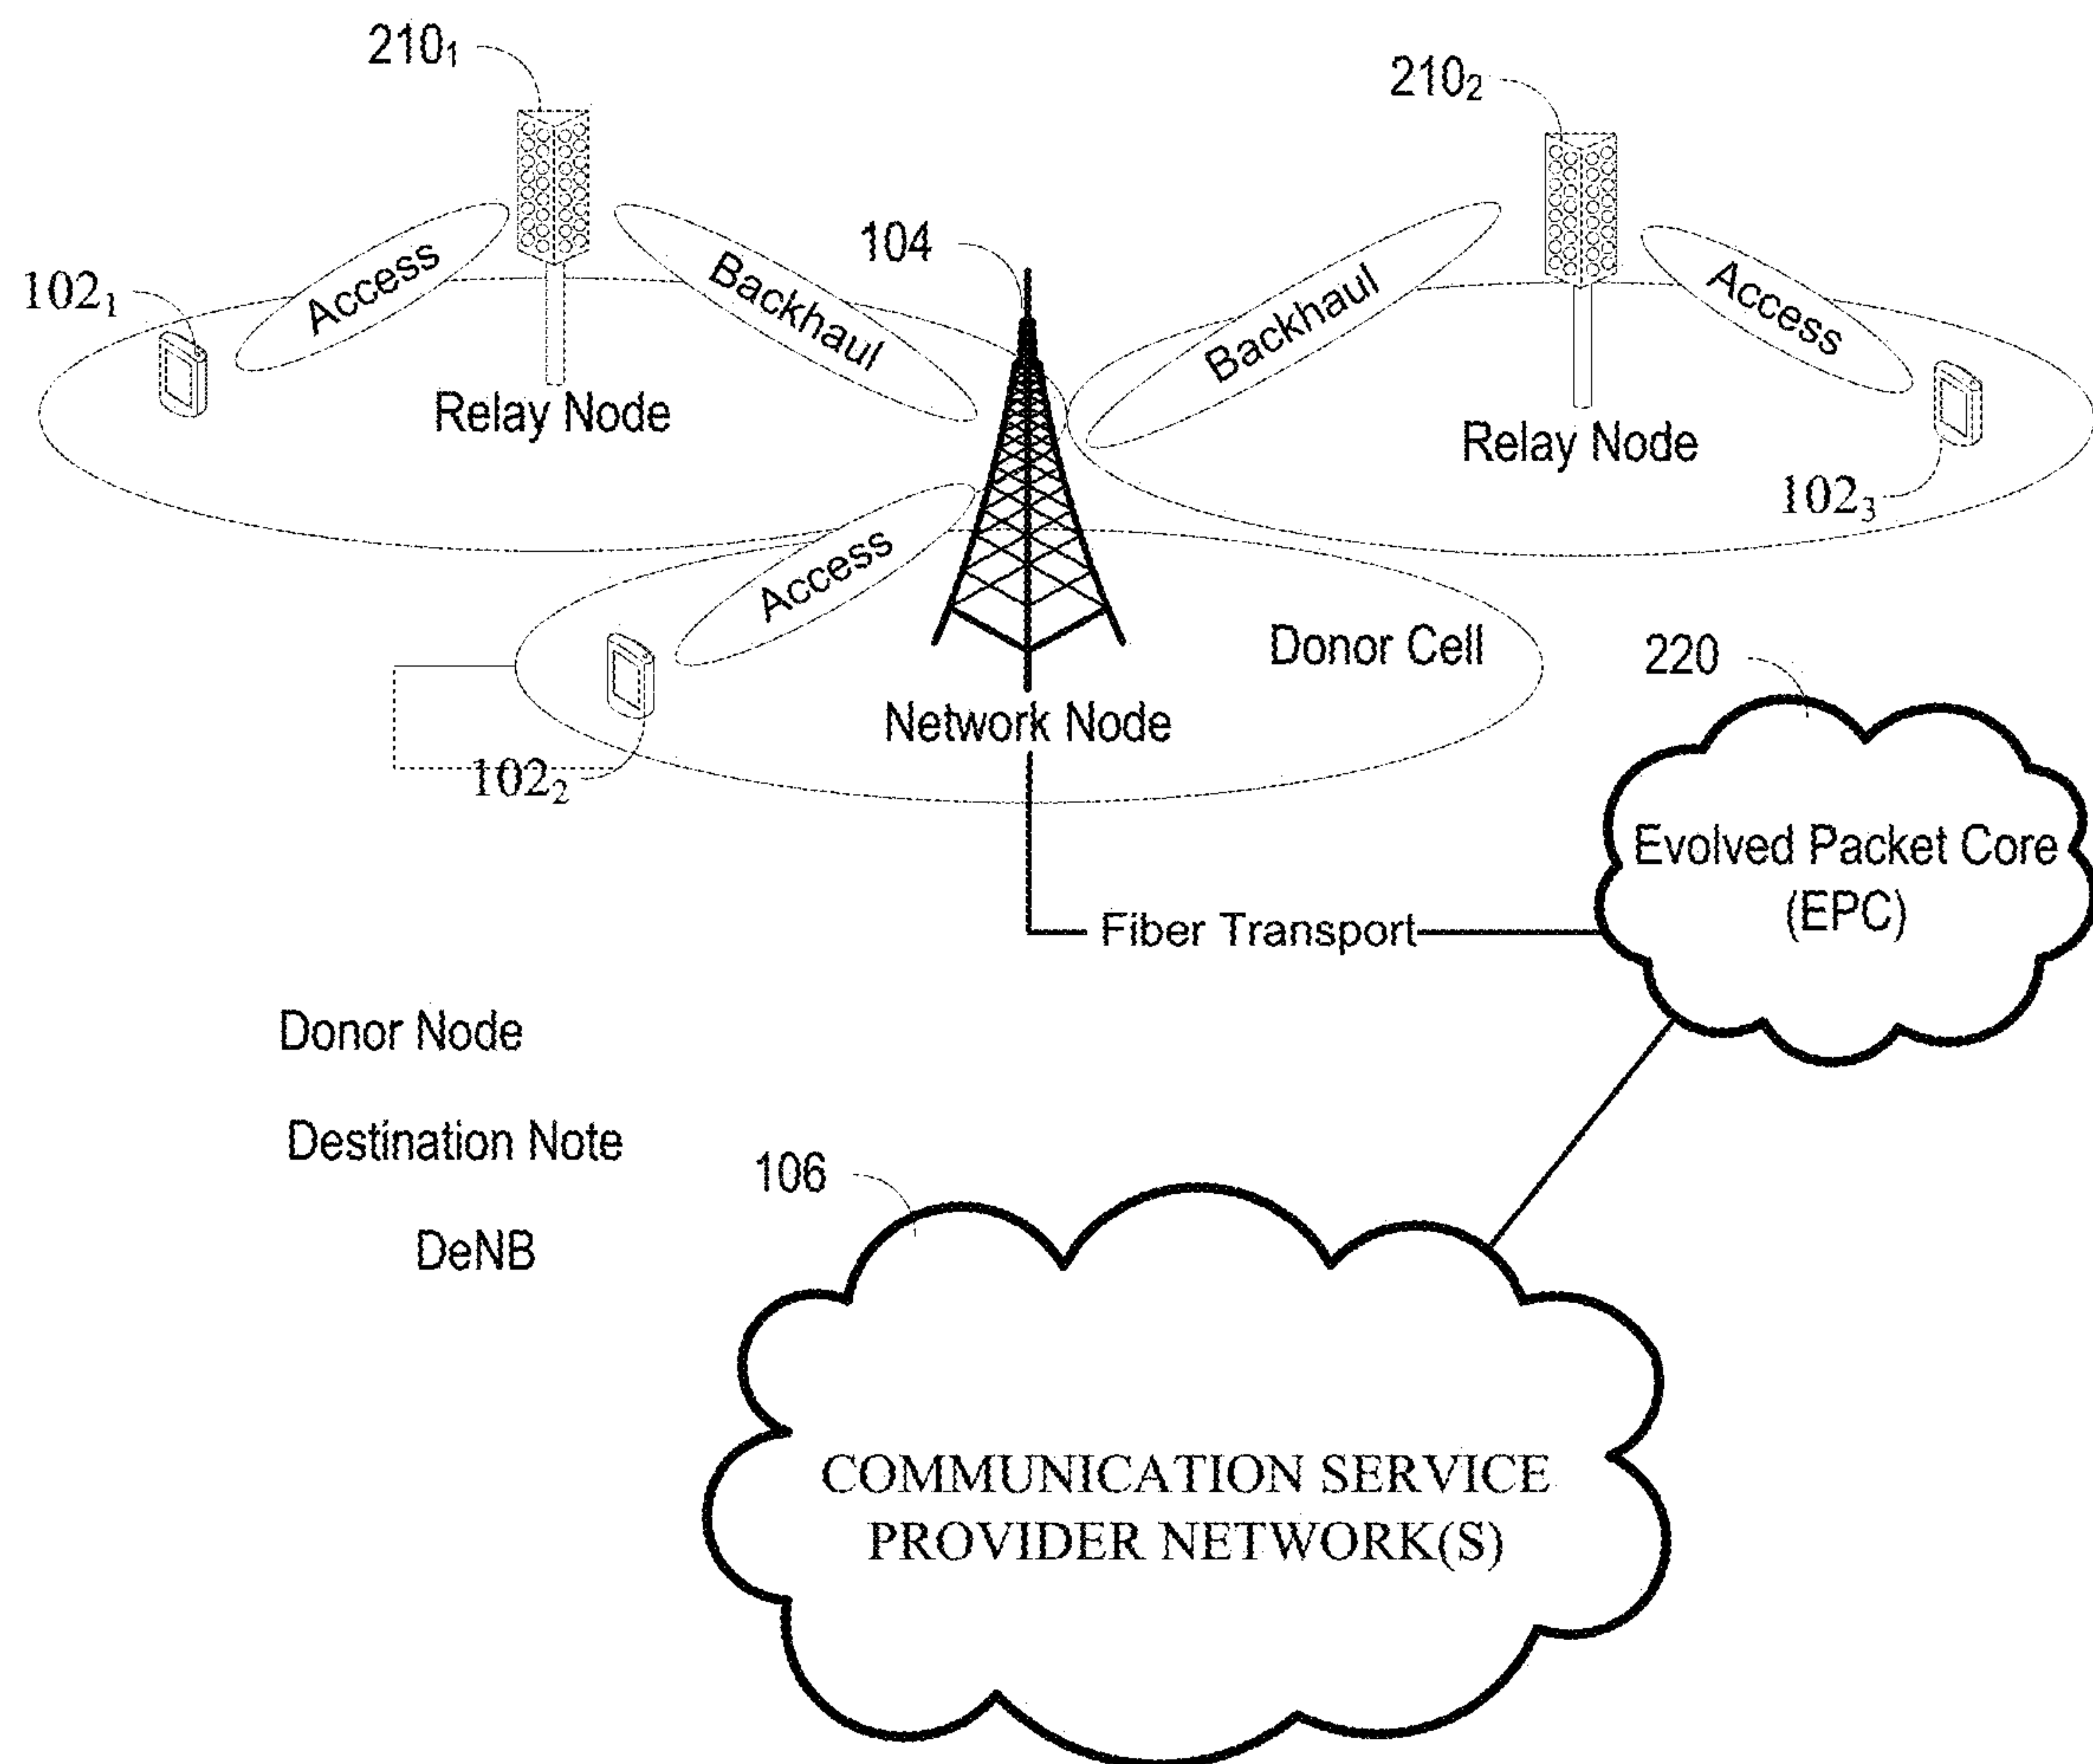 210₁
210₂
104
Access
Backhaul
Backhaul
Access
102₁
Relay Node
Relay Node
102₃
Access
Donor Cell
220
Network Node
102₂
Evolved Packet Core
(EPC)
Fiber Transport
Donor Node
Destination Note
106
DeNB
COMMUNICATION SERVICE
PROVIDER NETWORK(S)